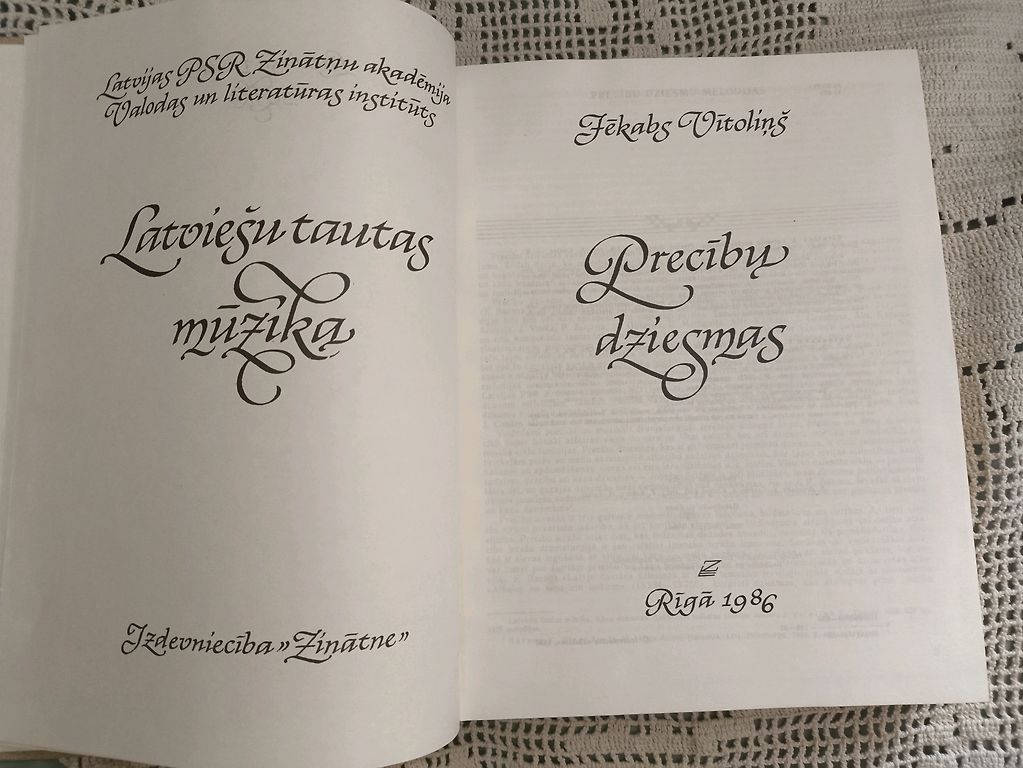 Latvijas PSR Zinātņu akadēmija
Valodas un literatūras institūts
Latviešu tautas
mūzika
Izdevniecība »Zinātne»
Jēkabs Vītoliņš
Precību
dziesmas
Rīgā 1986